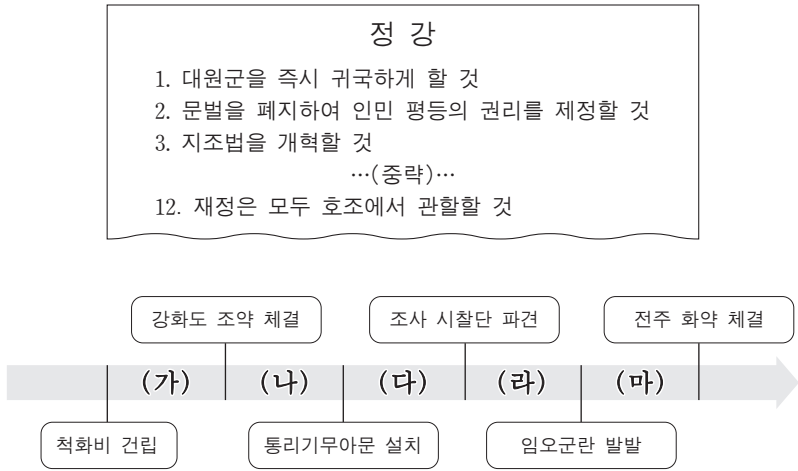 정 강
1. 대원군을 즉시 귀국하게 할 것
2. 문벌을 폐지하여 인민 평등의 권리를 제정할 것
3. 지조법을 개혁할 것
…(중략)…
12. 재정은 모두 호조에서 관할할 것
강화도 조약 체결
조사 시찰단 파견
전주 화약 체결
(가)
(나)
(다)
(라)
(마)
척화비 건립
통리기무아문 설치
임오군란 발발